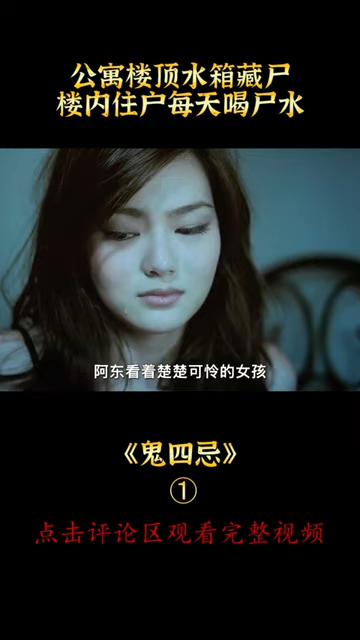 公寓楼顶水箱藏尸
楼内住户每天喝尸水
阿东看着楚楚可怜的女孩
《鬼四忌》
①
点击评论区观看完整视频